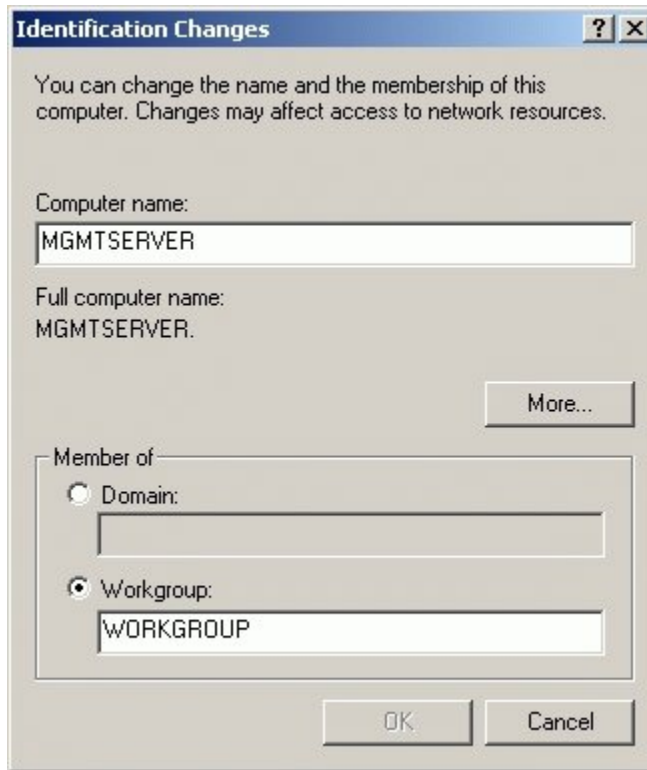 Identification Changes
You can change the name and the membership of this
computer. Changes may affect access to network resources.
Computer name:
MGMTSERVER
Full computer name:
MGMTSERVER.
More...
Member of
Domain:
Workgroup:
WORKGROUP
OK Cancel